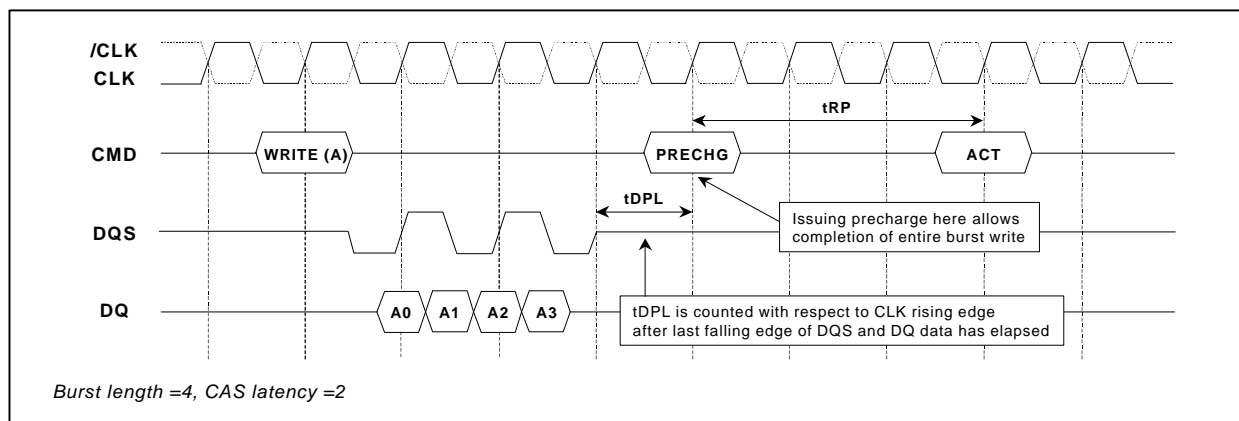 /CLK
CLK
tRP
CMD
WRITE (A)
PRECHG
ACT
tDPL
Issuing precharge here allows
completion of entire burst write
DQS
DQ
A0
A1
A2
A3
tDPL is counted with respect to CLK rising edge
after last falling edge of DQS and DQ data has elapsed
Burst length =4, CAS latency =2